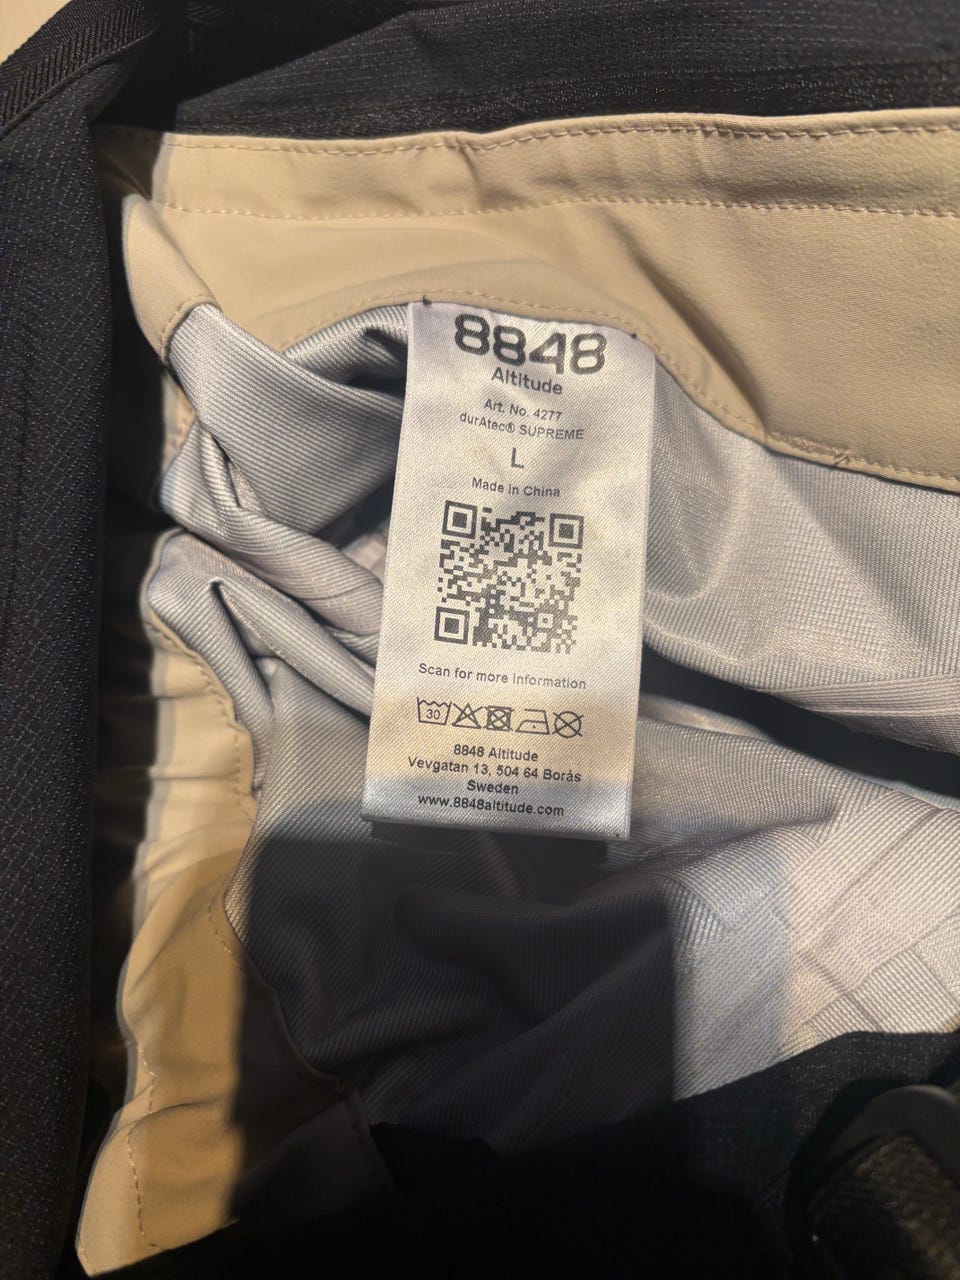 8848
Altitude
Art. No. 4277
durAtec® SUPREME
L
Made in China
Scan for more information
30
8848 Altitude
Vevgatan 13, 504 64 Borås
Sweden
www.8848altitude.com